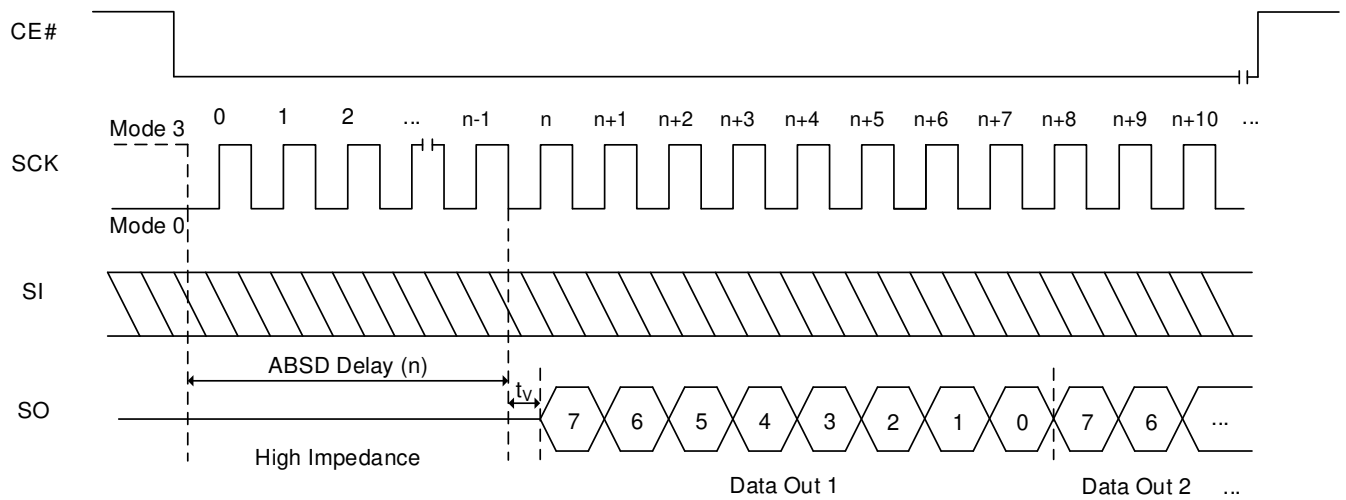 CE#
0 1 2 ... n-1 n n+1 n+2 n+3 n+4 n+5 n+6 n+7 n+8 n+9 n+10 ...
Mode 3
SCK
Mode 0
SI
ABSD Delay (n)
tV
SO
7 6 5 4 3 2 1 0 7 6 ...
High Impedance
Data Out 1 Data Out 2 ...